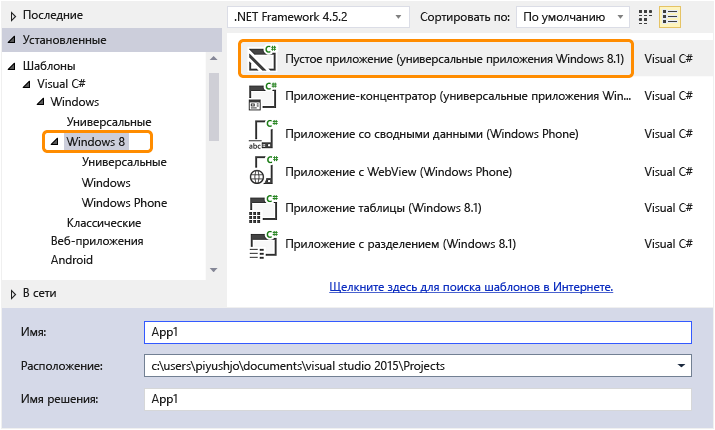 Последние
.NET Framework 4.5.2
Сортировать по:
По умолчанию
Установленные
Шаблоны
Visual C#
Windows
Универсальные
Windows 8
Универсальные
Windows
Windows Phone
Классические
Веб-приложения
Android
В сети
C#
Пустое приложение (универсальные приложения Windows 8.1)
Visual C#
C#
Приложение-концентратор (универсальные приложения Win...
Visual C#
C#
abc
Приложение со сводными данными (Windows Phone)
Visual C#
C#
Приложение с WebView (Windows Phone)
Visual C#
C#
Приложение таблицы (Windows 8.1)
Visual C#
C#
Приложение с разделением (Windows 8.1)
Visual C#
Щелкните здесь для поиска шаблонов в Интернете.
Имя:
App1
Расположение:
c:\users\piyushjo\documents\visual studio 2015\Projects
Имя решения:
App1